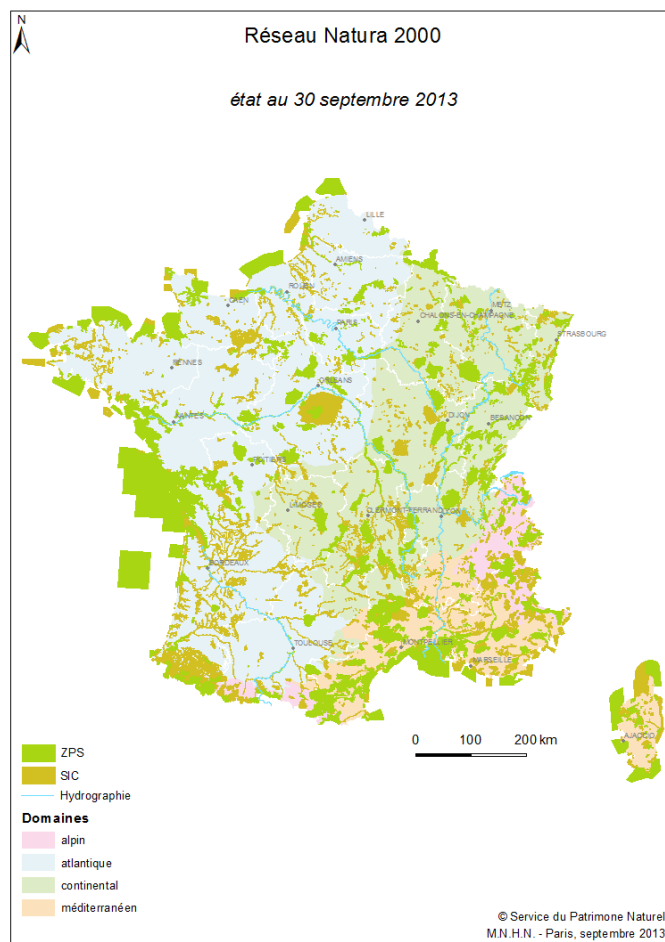 N
Réseau Natura 2000
état au 30 septembre 2013
LILLE
AMIENS
ROUEN
CAEN
METZ
CHALONS-EN-CHAMPAGNE
PARIS
STRASBOURG
RENNES
ORLEANS
DIJON
BESANCON
NANTES
POITIERS
LIMOGES
CLERMONT-FERRAND
LYON
BORDEAUX
TOULOUSE
MONTPELLIER
MARSEILLE
AJACCIO
0 100 200 km
ZPS
SIC
Hydrographie
Domaines
alpin
atlantique
continental
méditerranéen
© Service du Patrimone Naturel
M.N.H.N. - Paris, septembre 2013